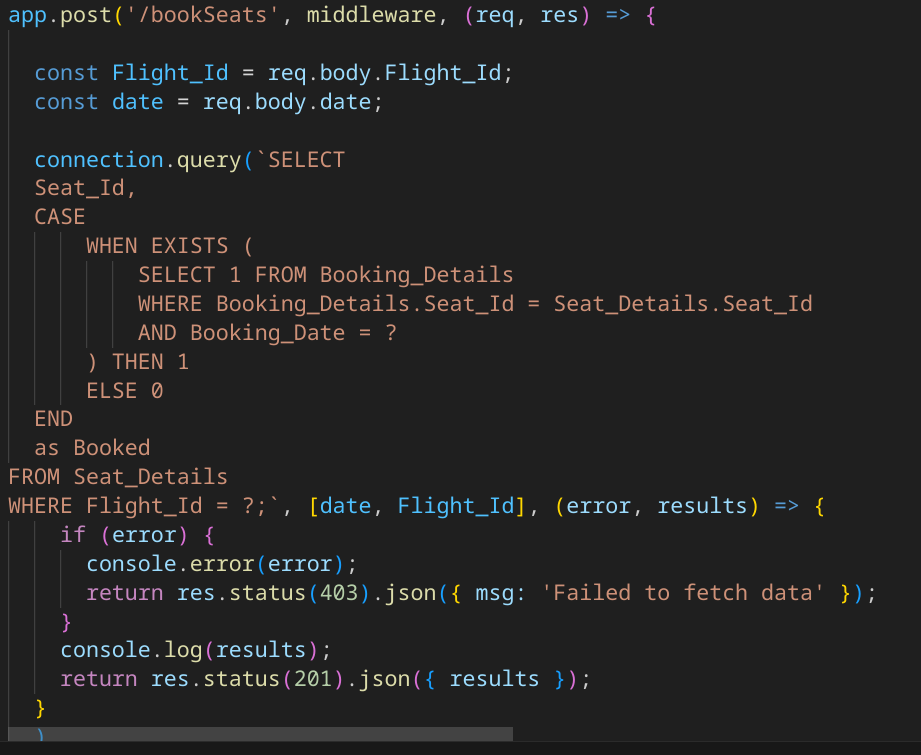 app.post('/bookSeats', middleware, (req, res) => {
const Flight_Id = req.body.Flight_Id;
const date = req.body.date;
connection.query(`SELECT
Seat_Id,
CASE
WHEN EXISTS (
SELECT 1 FROM Booking_Details
WHERE Booking_Details.Seat_Id = Seat_Details.Seat_Id
AND Booking_Date = ?
) THEN 1
ELSE 0
END
as Booked
FROM Seat_Details
WHERE Flight_Id = ?;`, [date, Flight_Id], (error, results) => {
if (error) {
console.error(error);
return res.status(403).json({ msg: 'Failed to fetch data' });
}
console.log(results);
return res.status(201).json({ results });
}
)